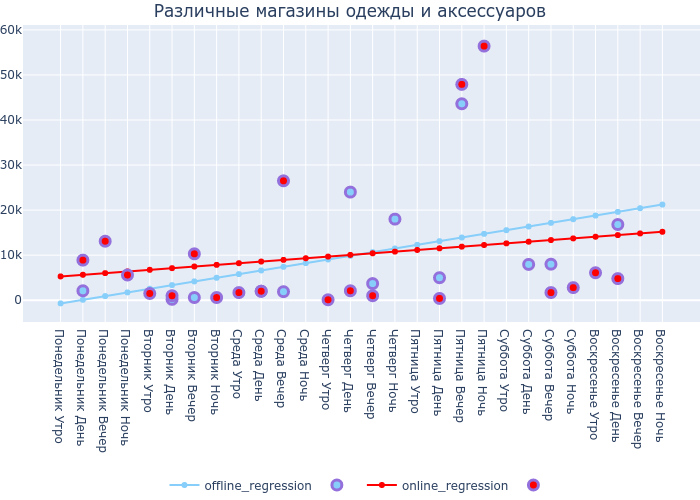 Различные магазины одежды и аксессуаров
60k
50k
40k
30k
20k
10k
0
Понедельник Утро
Понедельник День
Понедельник Вечер
Понедельник Ночь
Вторник Утро
Вторник День
Вторник Вечер
Вторник Ночь
Среда Утро
Среда День
Среда Вечер
Среда Ночь
Четверг Утро
Четверг День
Четверг Вечер
Четверг Ночь
Пятница Утро
Пятница День
Пятница Вечер
Пятница Ночь
Суббота Утро
Суббота День
Суббота Вечер
Суббота Ночь
Воскресенье Утро
Воскресенье День
Воскресенье Вечер
Воскресенье Ночь
offline_regression
online_regression